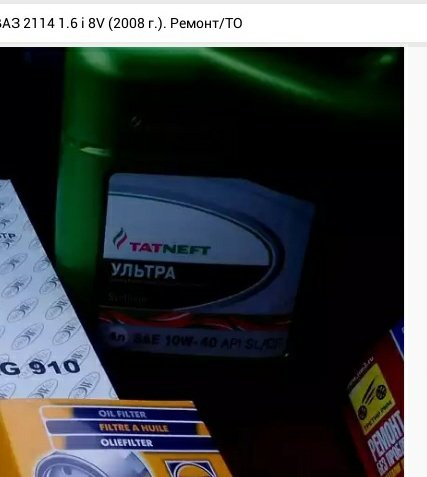 ВАЗ 2114 1.6 i 8V (2008 г.). Ремонт/ТО
TATNEFT
УЛЬТРА
SAE 10W-40 API SL/CF
G 910
OIL FILTER
FILTRE A HUILE
OLIEFILTER
РЕМОНТ